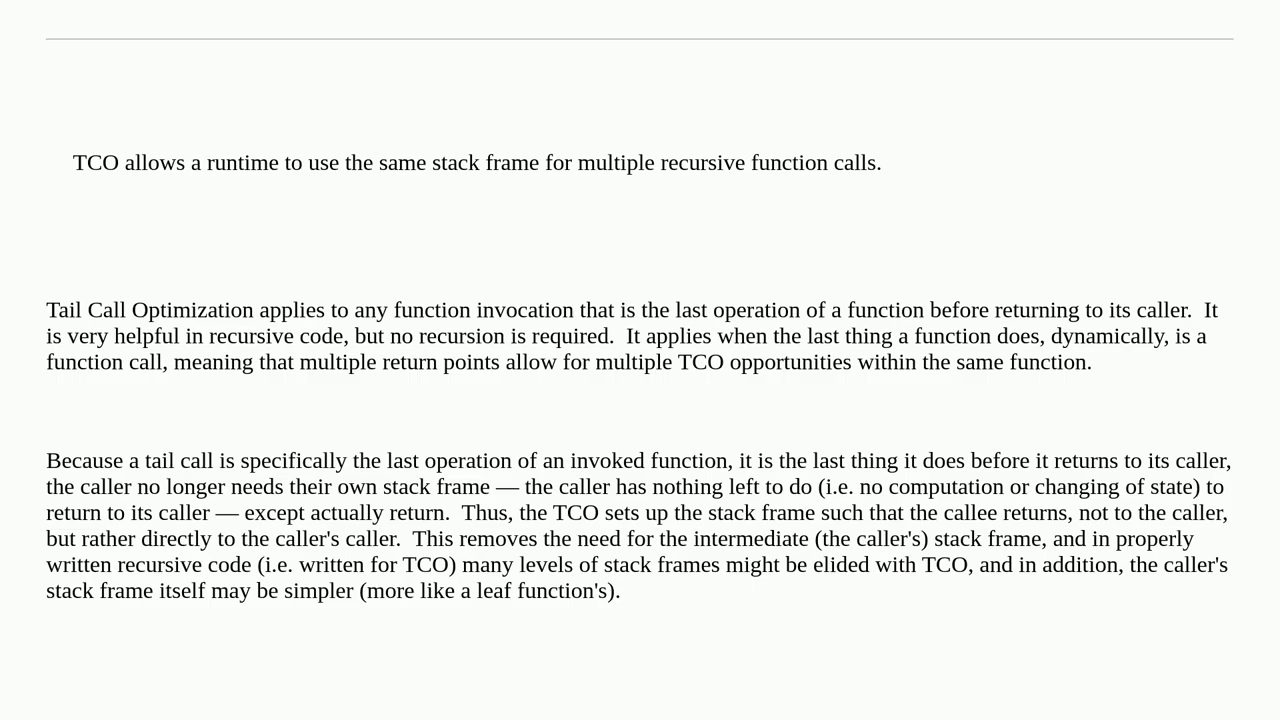 TCO allows a runtime to use the same stack frame for multiple recursive function calls.
Tail Call Optimization applies to any function invocation that is the last operation of a function before returning to its caller.  It
is very helpful in recursive code, but no recursion is required.  It applies when the last thing a function does, dynamically, is a
function call, meaning that multiple return points allow for multiple TCO opportunities within the same function.
Because a tail call is specifically the last operation of an invoked function, it is the last thing it does before it returns to its caller,
the caller no longer needs their own stack frame — the caller has nothing left to do (i.e. no computation or changing of state) to
return to its caller — except actually return.  Thus, the TCO sets up the stack frame such that the callee returns, not to the caller,
but rather directly to the caller's caller.  This removes the need for the intermediate (the caller's) stack frame, and in properly
written recursive code (i.e. written for TCO) many levels of stack frames might be elided with TCO, and in addition, the caller's
stack frame itself may be simpler (more like a leaf function's).